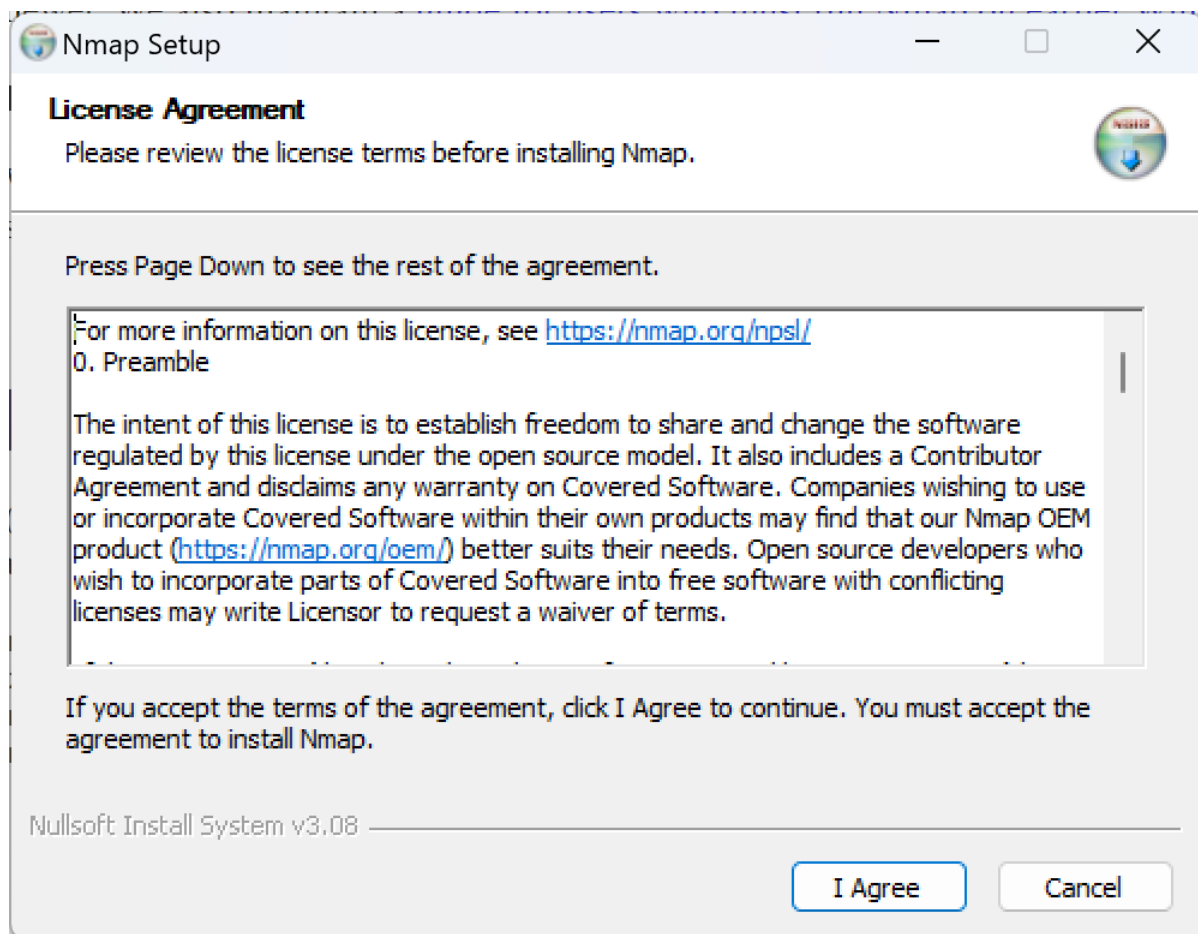 Nmap Setup
License Agreement
Please review the license terms before installing Nmap.
Press Page Down to see the rest of the agreement.
For more information on this license, see https://nmap.org/npsl/
0. Preamble
The intent of this license is to establish freedom to share and change the software
regulated by this license under the open source model. It also includes a Contributor
Agreement and disclaims any warranty on Covered Software. Companies wishing to use
or incorporate Covered Software within their own products may find that our Nmap OEM
product (https://nmap.org/oem/) better suits their needs. Open source developers who
wish to incorporate parts of Covered Software into free software with conflicting
licenses may write Licensor to request a waiver of terms.
If you accept the terms of the agreement, click I Agree to continue. You must accept the
agreement to install Nmap.
Nullsoft Install System v3.08
I Agree
Cancel